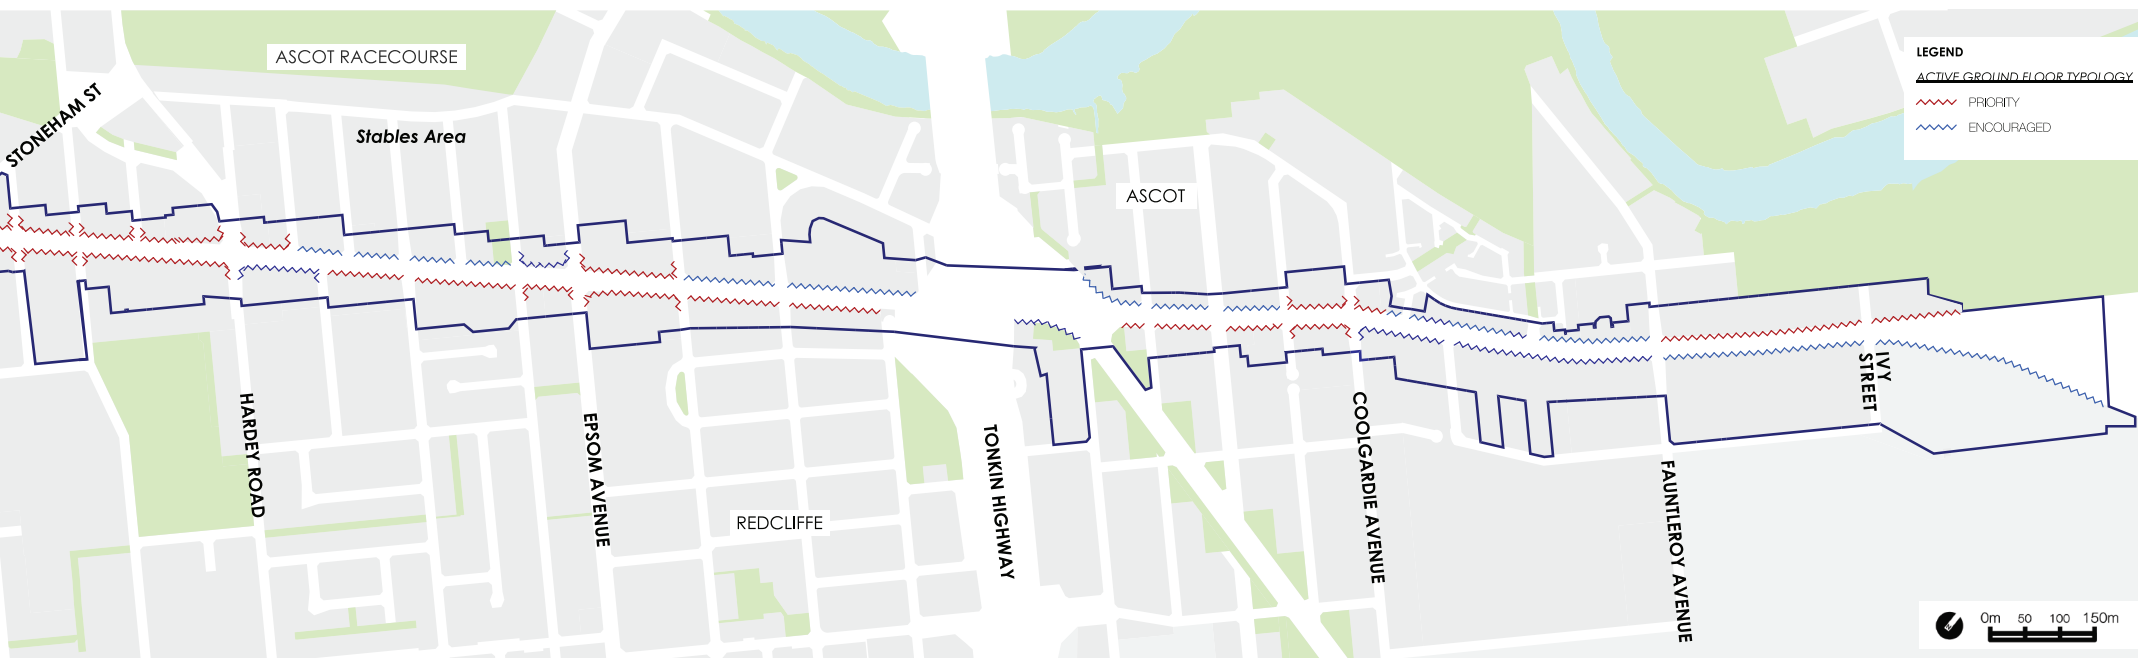 ASCOT RACECOURSE
STONEHAM ST
Stables Area
ASCOT
LEGEND
ACTIVE GROUND FLOOR TYPOLOGY
PRIORITY
ENCOURAGED
HARDEY ROAD
EPSOM AVENUE
REDCLIFFE
TONKIN HIGHWAY
COOLGARDIE AVENUE
FAUNTLEROY AVENUE
IVY
STREET
0m 50 100 150m